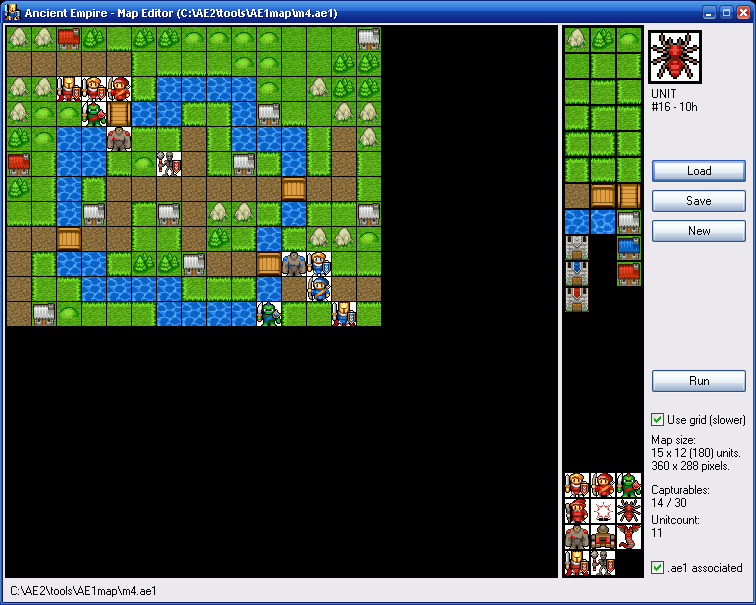 Ancient Empire - Map Editor (C:\AE2\tools\AE1map\m4.ae1)
UNIT
#16 - 10h
Load
Save
New
Run
Use grid (slower)
Map size:
15 x 12 (180) units.
360 x 288 pixels.
Capturables:
14 / 30
Unitcount:
11
.ae1 associated
C:\AE2\tools\AE1map\m4.ae1